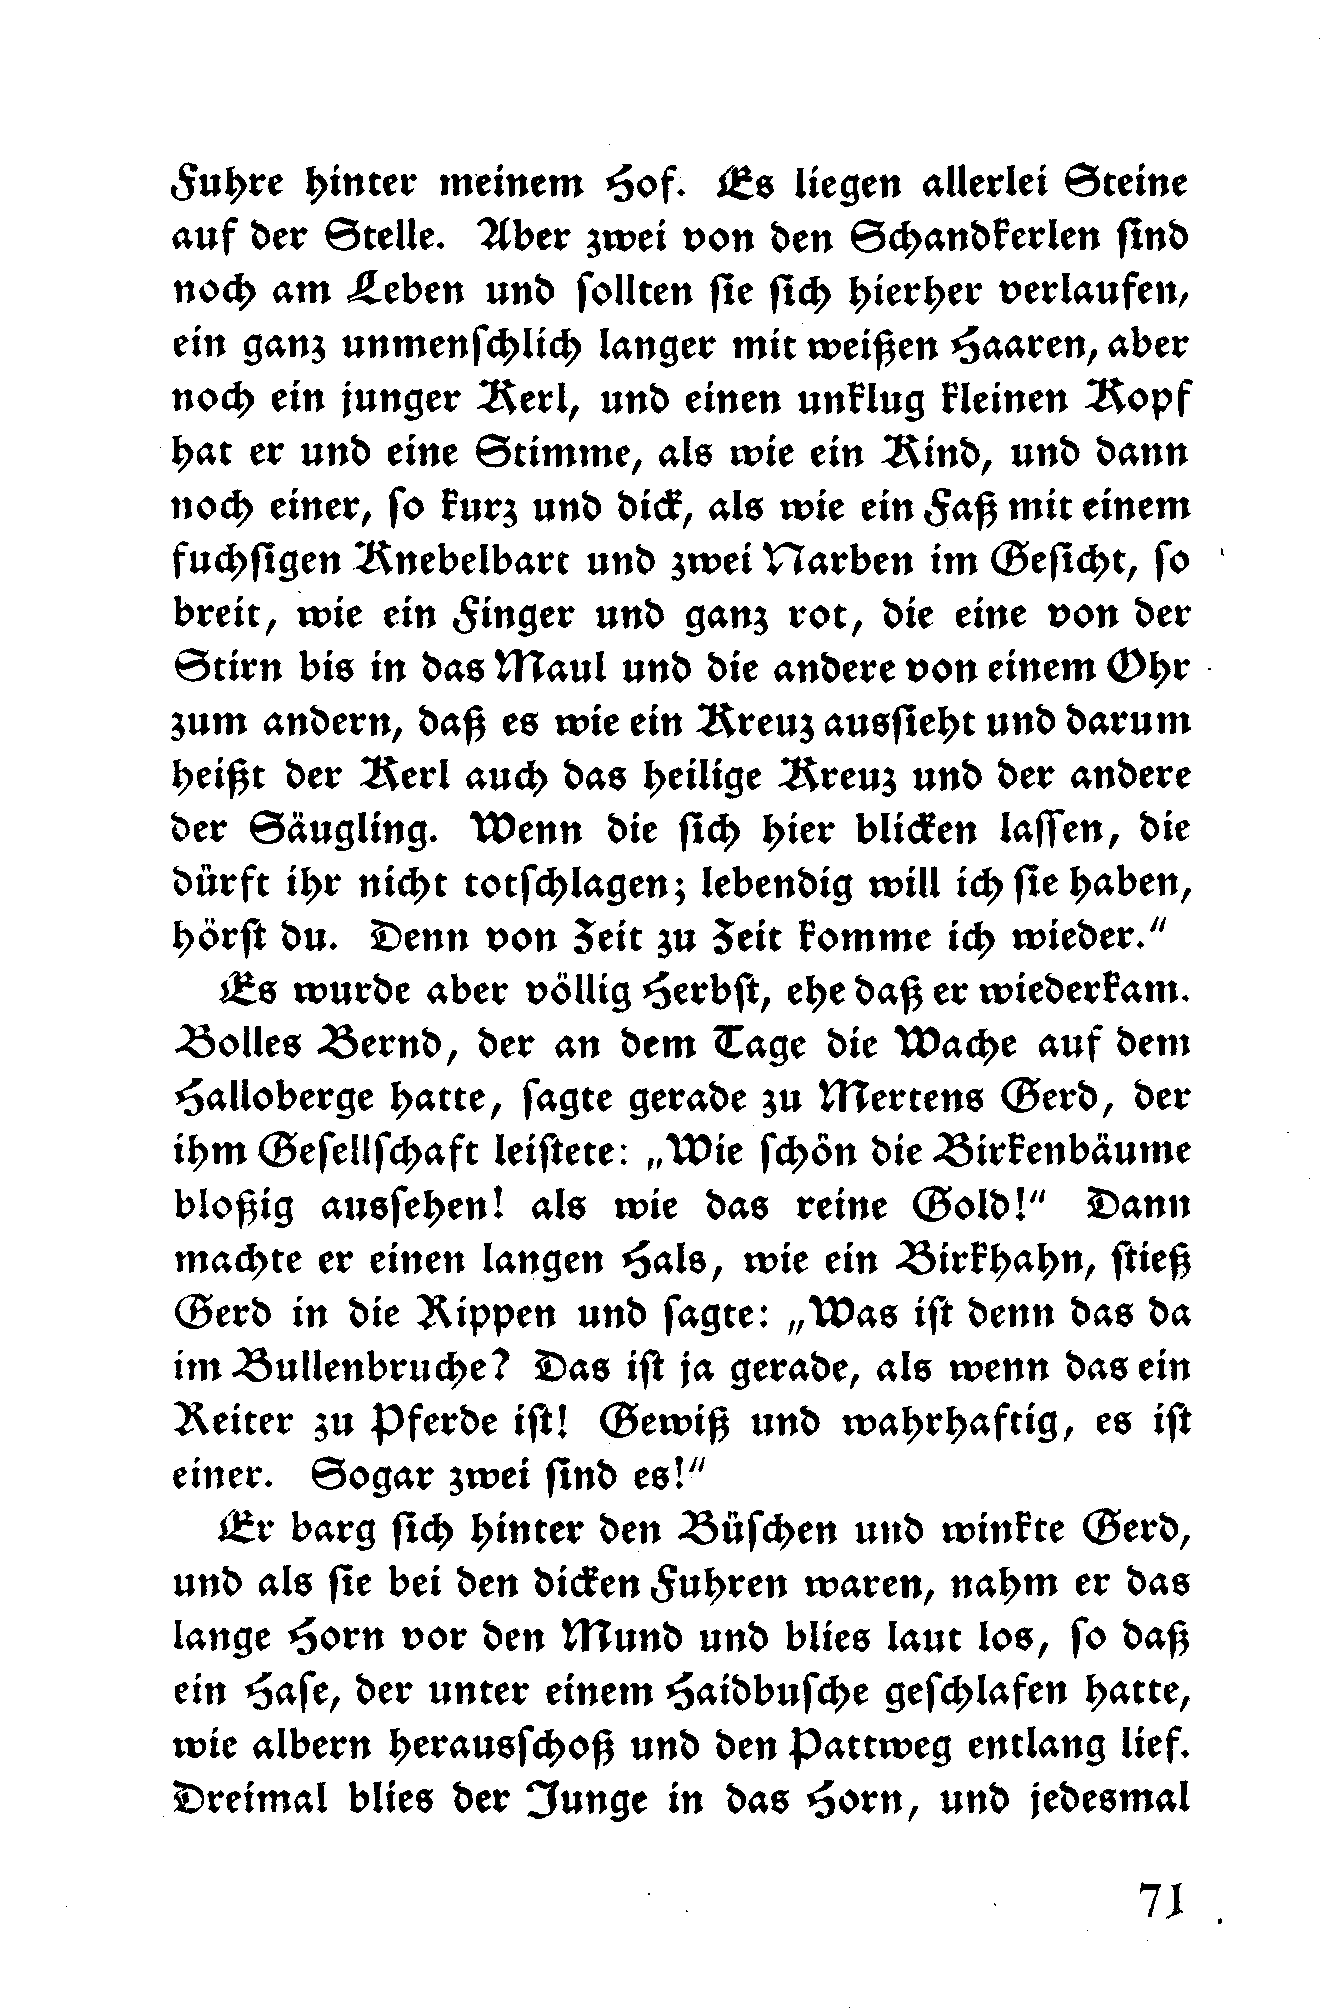 Fuhre hinter meinem Hof. Es liegen allerlei Steine
auf der Stelle. Aber zwei von den Schandkerlen sind
noch am Leben und sollten sie sich hierher verlaufen,
ein ganz unmenschlich langer mit weißen Haaren, aber
noch ein junger Kerl, und einen unklug kleinen Kopf
hat er und eine Stimme, als wie ein Kind, und dann
noch einer, so kurz und dick, als wie ein Faß mit einem
fuchsigen Knebelbart und zwei Narben im Gesicht, so
breit, wie ein Finger und ganz rot, die eine von der
Stirn bis in das Maul und die andere von einem Ohr
zum andern, daß es wie ein Kreuz aussieht und darum
heißt der Kerl auch das heilige Kreuz und der andere
der Säugling. Wenn die sich hier blicken lassen, die
dürft ihr nicht totschlagen; lebendig will ich sie haben,
hörst du. Denn von Zeit zu Zeit komme ich wieder.“
Es wurde aber völlig Herbst, ehe daß er wiederkam.
Bolles Bernd, der an dem Tage die Wache auf dem
Halloberge hatte, sagte gerade zu Mertens Gerd, der
ihm Gesellschaft leistete: „Wie schön die Birkenbäume
bloßig aussehen! als wie das reine Gold!“ Dann
machte er einen langen Hals, wie ein Birkhahn, stieß
Gerd in die Rippen und sagte: „Was ist denn das da
im Bullenbruche? Das ist ja gerade, als wenn das ein
Reiter zu Pferde ist! Gewiß und wahrhaftig, es ist
einer. Sogar zwei sind es!“
Er barg sich hinter den Büschen und winkte Gerd,
und als sie bei den dicken Fuhren waren, nahm er das
lange Horn vor den Mund und blies laut los, so daß
ein Hase, der unter einem Haidbusche geschlafen hatte,
wie albern herausschoß und den Pattweg entlang lief.
Dreimal blies der Junge in das Horn, und jedesmal
71